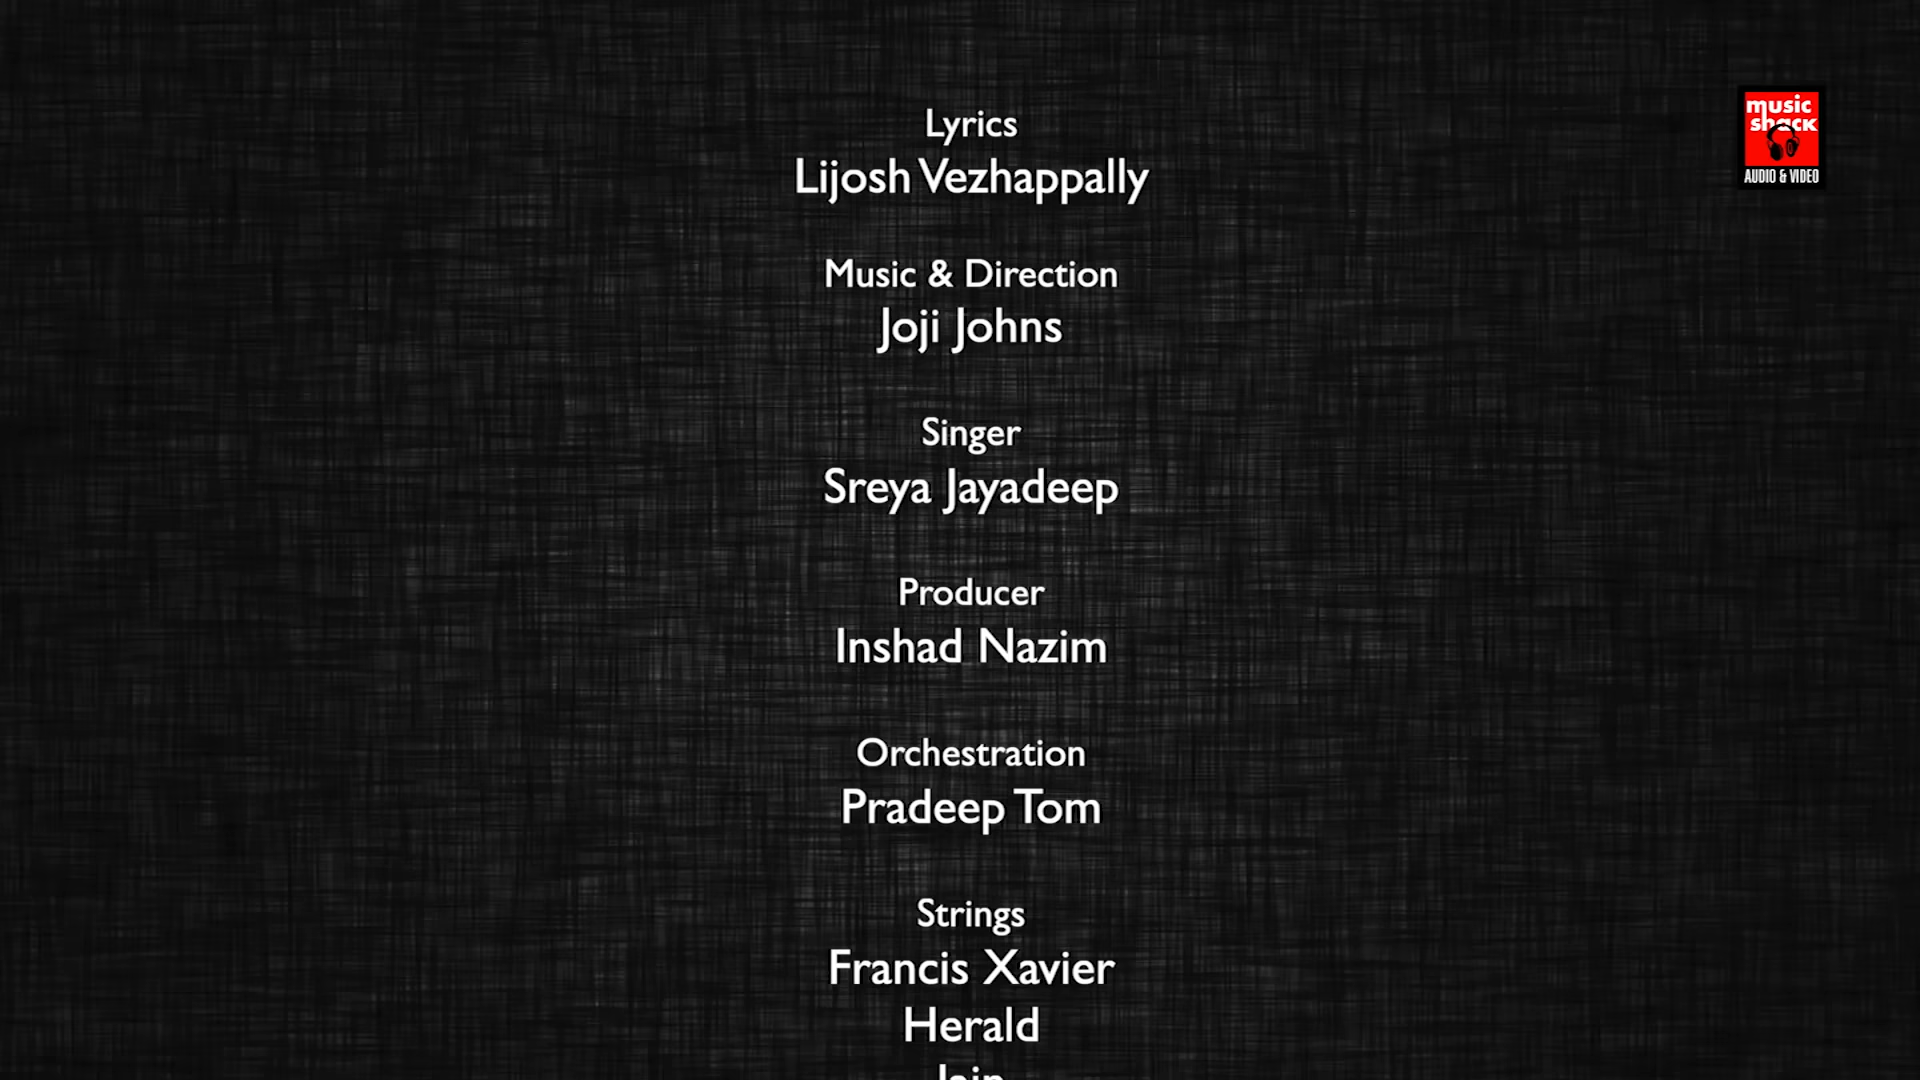 Lyrics
Lijosh Vezhappally
Music & Direction
Joji Johns
Singer
Sreya Jayadeep
Producer
Inshad Nazim
Orchestration
Pradeep Tom
Strings
Francis Xavier
Herald
music
shack
AUDIO & VIDEO